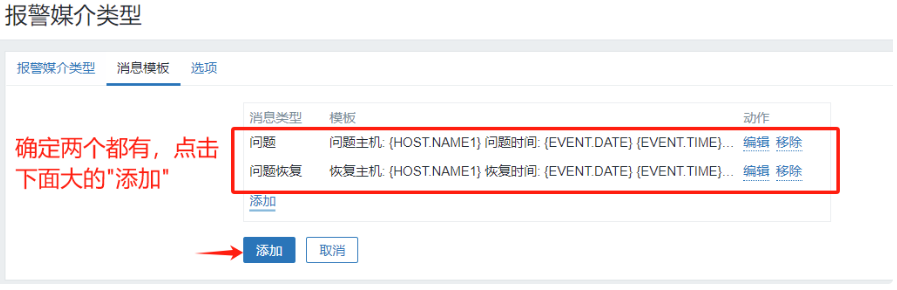 报警媒介类型
报警媒介类型 消息模板 选项
消息类型 模板 动作
问题 问题主机: {HOST.NAME1} 问题时间: {EVENT.DATE} {EVENT.TIME}... 编辑 移除
问题恢复 恢复主机: {HOST.NAME1} 恢复时间: {EVENT.DATE} {EVENT.TIME}... 编辑 移除
添加
确定两个都有，点击
下面大的"添加"
添加 取消